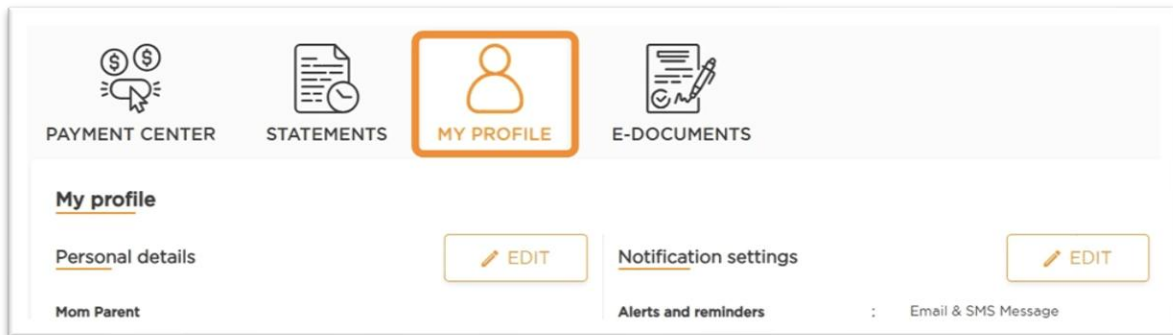 PAYMENT CENTER STATEMENTS MY PROFILE E-DOCUMENTS
My profile
Personal details EDIT Notification settings EDIT
Mom Parent Alerts and reminders : Email & SMS Message